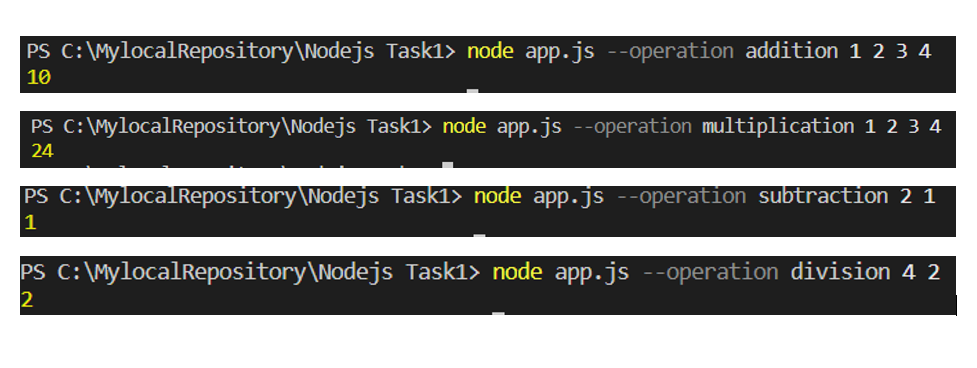 PS C:\MylocalRepository\Nodejs Task1> node app.js --operation addition 1 2 3 4
10
PS C:\MylocalRepository\Nodejs Task1> node app.js --operation multiplication 1 2 3 4
24
PS C:\MylocalRepository\Nodejs Task1> node app.js --operation subtraction 2 1
1
PS C:\MylocalRepository\Nodejs Task1> node app.js --operation division 4 2
2